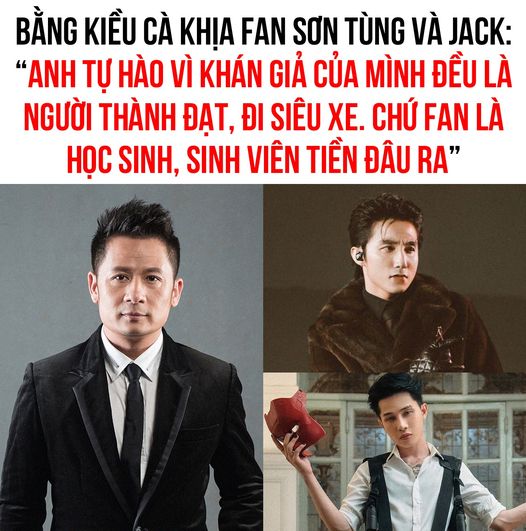 BẰNG KIỀU CÀ KHỊA FAN SƠN TÙNG VÀ JACK:
“ANH TỰ HÀO VÌ KHÁN GIẢ CỦA MÌNH ĐỀU LÀ
NGƯỜI THÀNH ĐẠT, ĐI SIÊU XE. CHỨ FAN LÀ
HỌC SINH, SINH VIÊN TIỀN ĐÂU RA”